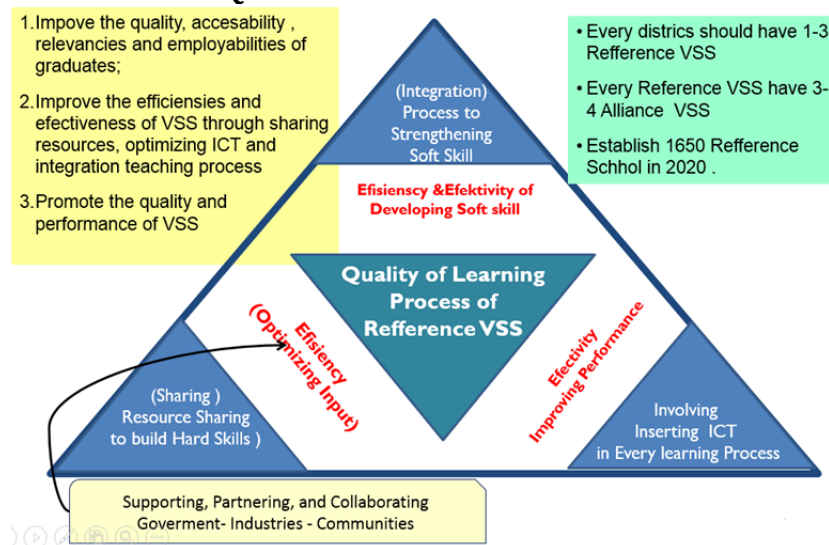 1.Impove the quality, accesability ,
relevancies and employabilities of
graduates;
2.Improve the efficiensies and
efectiveness of VSS through sharing
resources, optimizing ICT and
integration teaching process
3.Promote the quality and
performance of VSS
(Integration)
Process to
Strengthening
Soft Skill
• Every districs should have 1-3
Refference VSS
• Every Reference VSS have 3-
4 Alliance VSS
• Establish 1650 Refference
Schhol in 2020 .
Efisienscy &Efektivity of
Developing Soft skill
Quality of Learning
Process of
Refference VSS
Efisiency
(Optimizing Input)
Efectivity
Improving Performance
(Sharing )
Resource Sharing
to build Hard Skills )
Involving
Inserting ICT
in Every learning Process
Supporting, Partnering, and Collaborating
Goverment- Industries - Communities